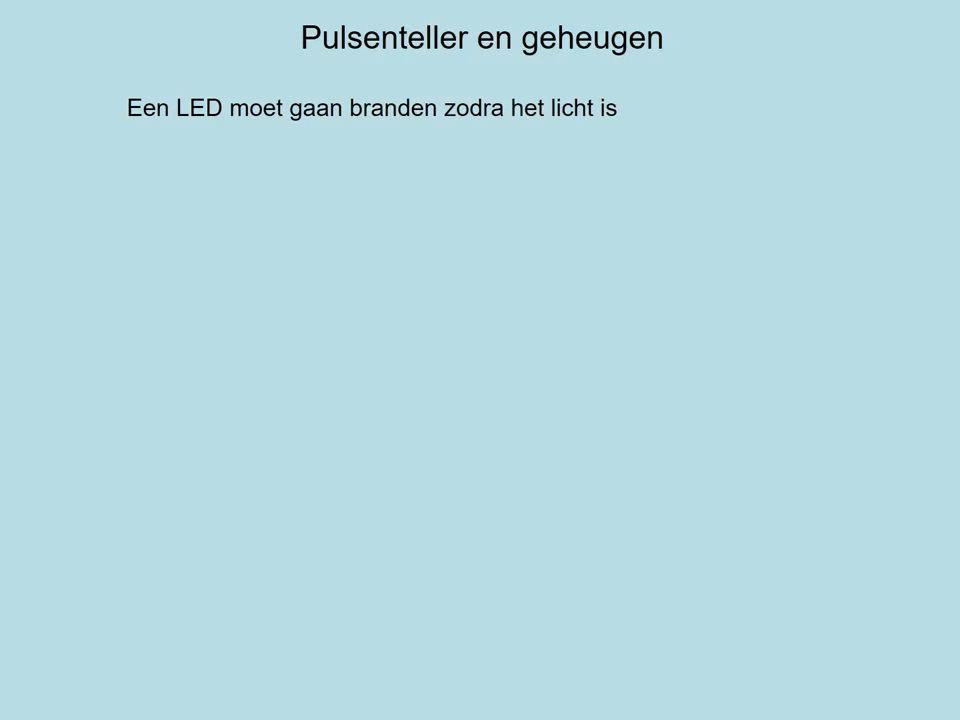 Pulsenteller en geheugen
Een LED moet gaan branden zodra het licht is